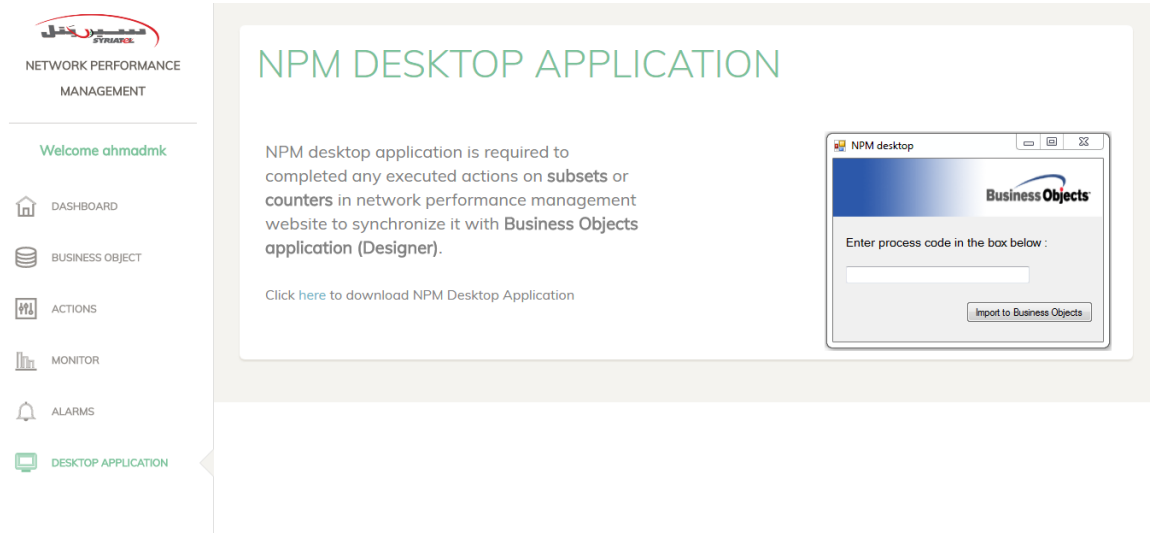 سيريتل
SYRIATEL
NETWORK PERFORMANCE
MANAGEMENT
Welcome ahmadmk
DASHBOARD
BUSINESS OBJECT
ACTIONS
MONITOR
ALARMS
DESKTOP APPLICATION
NPM DESKTOP APPLICATION
NPM desktop application is required to
completed any executed actions on subsets or
counters in network performance management
website to synchronize it with Business Objects
application (Designer).
Click here to download NPM Desktop Application
NPM desktop
Business Objects
Enter process code in the box below :
Import to Business Objects